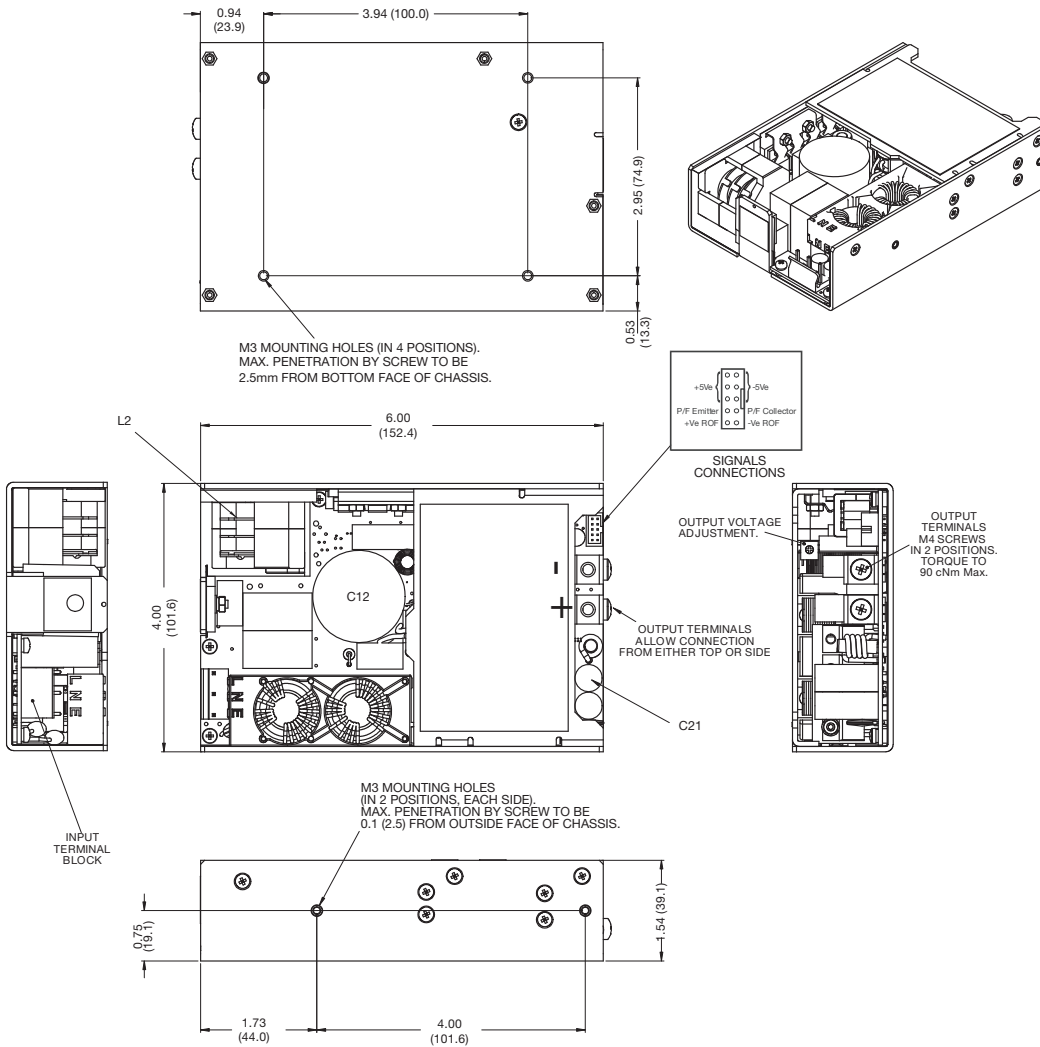 0.94
(23.9)
3.94 (100.0)
2.95 (74.9)
0.53
(13.3)
M3 MOUNTING HOLES (IN 4 POSITIONS).
MAX. PENETRATION BY SCREW TO BE
2.5mm FROM BOTTOM FACE OF CHASSIS.
L N E
L N E
+5Ve
-5Ve
P/F Emitter
P/F Collector
+Ve ROF
-Ve ROF
SIGNALS
CONNECTIONS
L2
6.00
(152.4)
4.00
(101.6)
C12
-
+
L N E
L N E
OUTPUT VOLTAGE
ADJUSTMENT.
OUTPUT
TERMINALS
M4 SCREWS
IN 2 POSITIONS.
TORQUE TO
90 cNm Max.
OUTPUT TERMINALS
ALLOW CONNECTION
FROM EITHER TOP OR SIDE
C21
INPUT
TERMINAL
BLOCK
M3 MOUNTING HOLES
(IN 2 POSITIONS, EACH SIDE).
MAX. PENETRATION BY SCREW TO BE
0.1 (2.5) FROM OUTSIDE FACE OF CHASSIS.
0.75
(19.1)
1.54 (39.1)
1.73
(44.0)
4.00
(101.6)